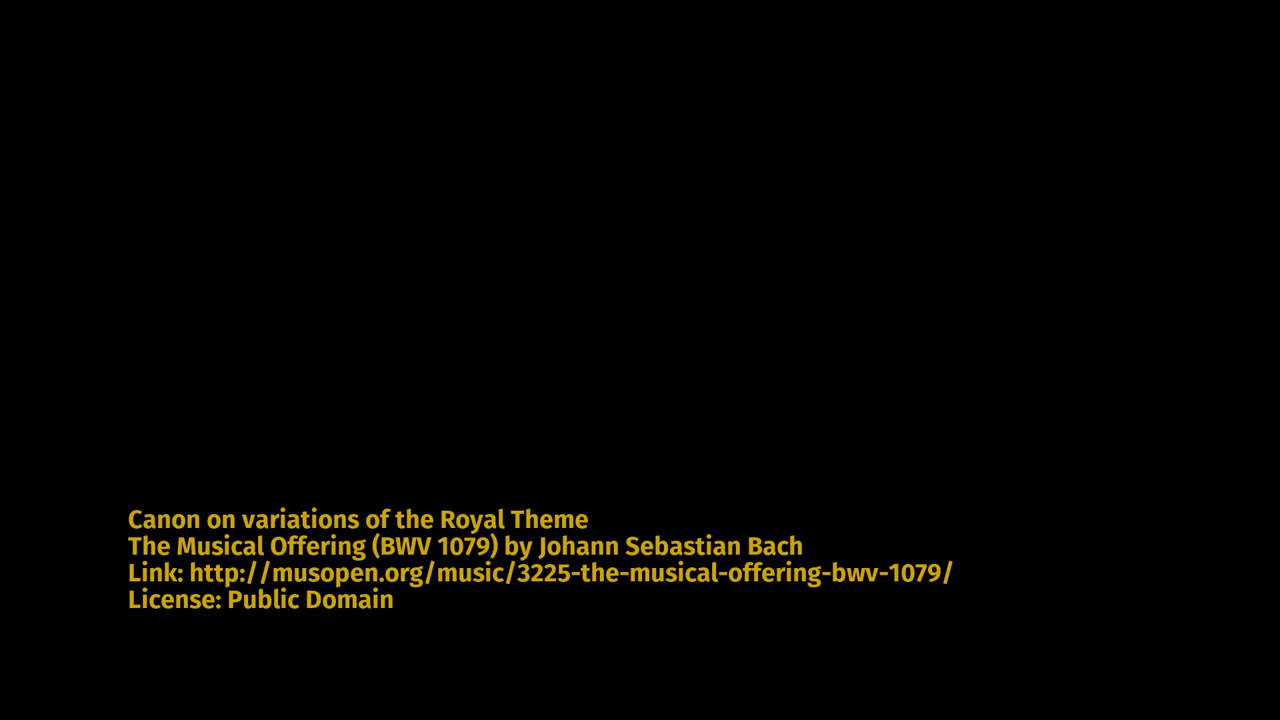 Canon on variations of the Royal Theme
The Musical Offering (BWV 1079) by Johann Sebastian Bach
Link: http://musopen.org/music/3225-the-musical-offering-bwv-1079/
License: Public Domain